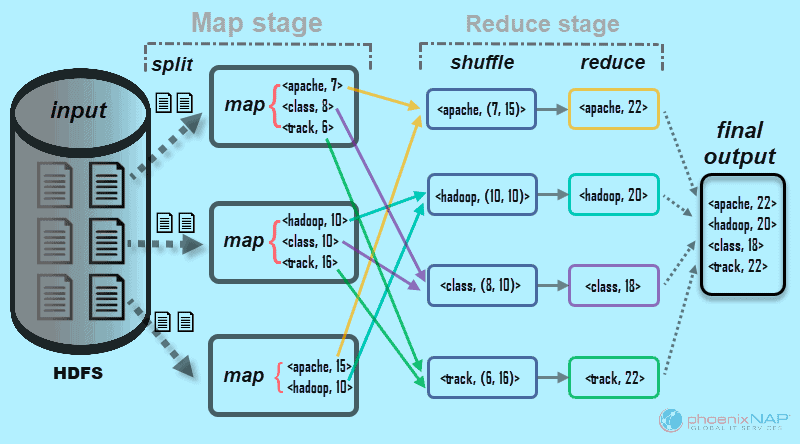 Map stage
Reduce stage
split
shuffle
reduce
input
HDFS
map
<apache, 7>
<class, 8>
<track, 6>
map
<hadoop, 10>
<class, 10>
<track, 16>
map
<apache, 15>
<hadoop, 10>
<apache, (7, 15)>
<apache, 22>
<hadoop, (10, 10)>
<hadoop, 20>
<class, (8, 10)>
<class, 18>
<track, (6, 16)>
<track, 22>
final
output
<apache, 22>
<hadoop, 20>
<class, 18>
<track, 22>
phoenixNAP
GLOBAL IT SERVICES